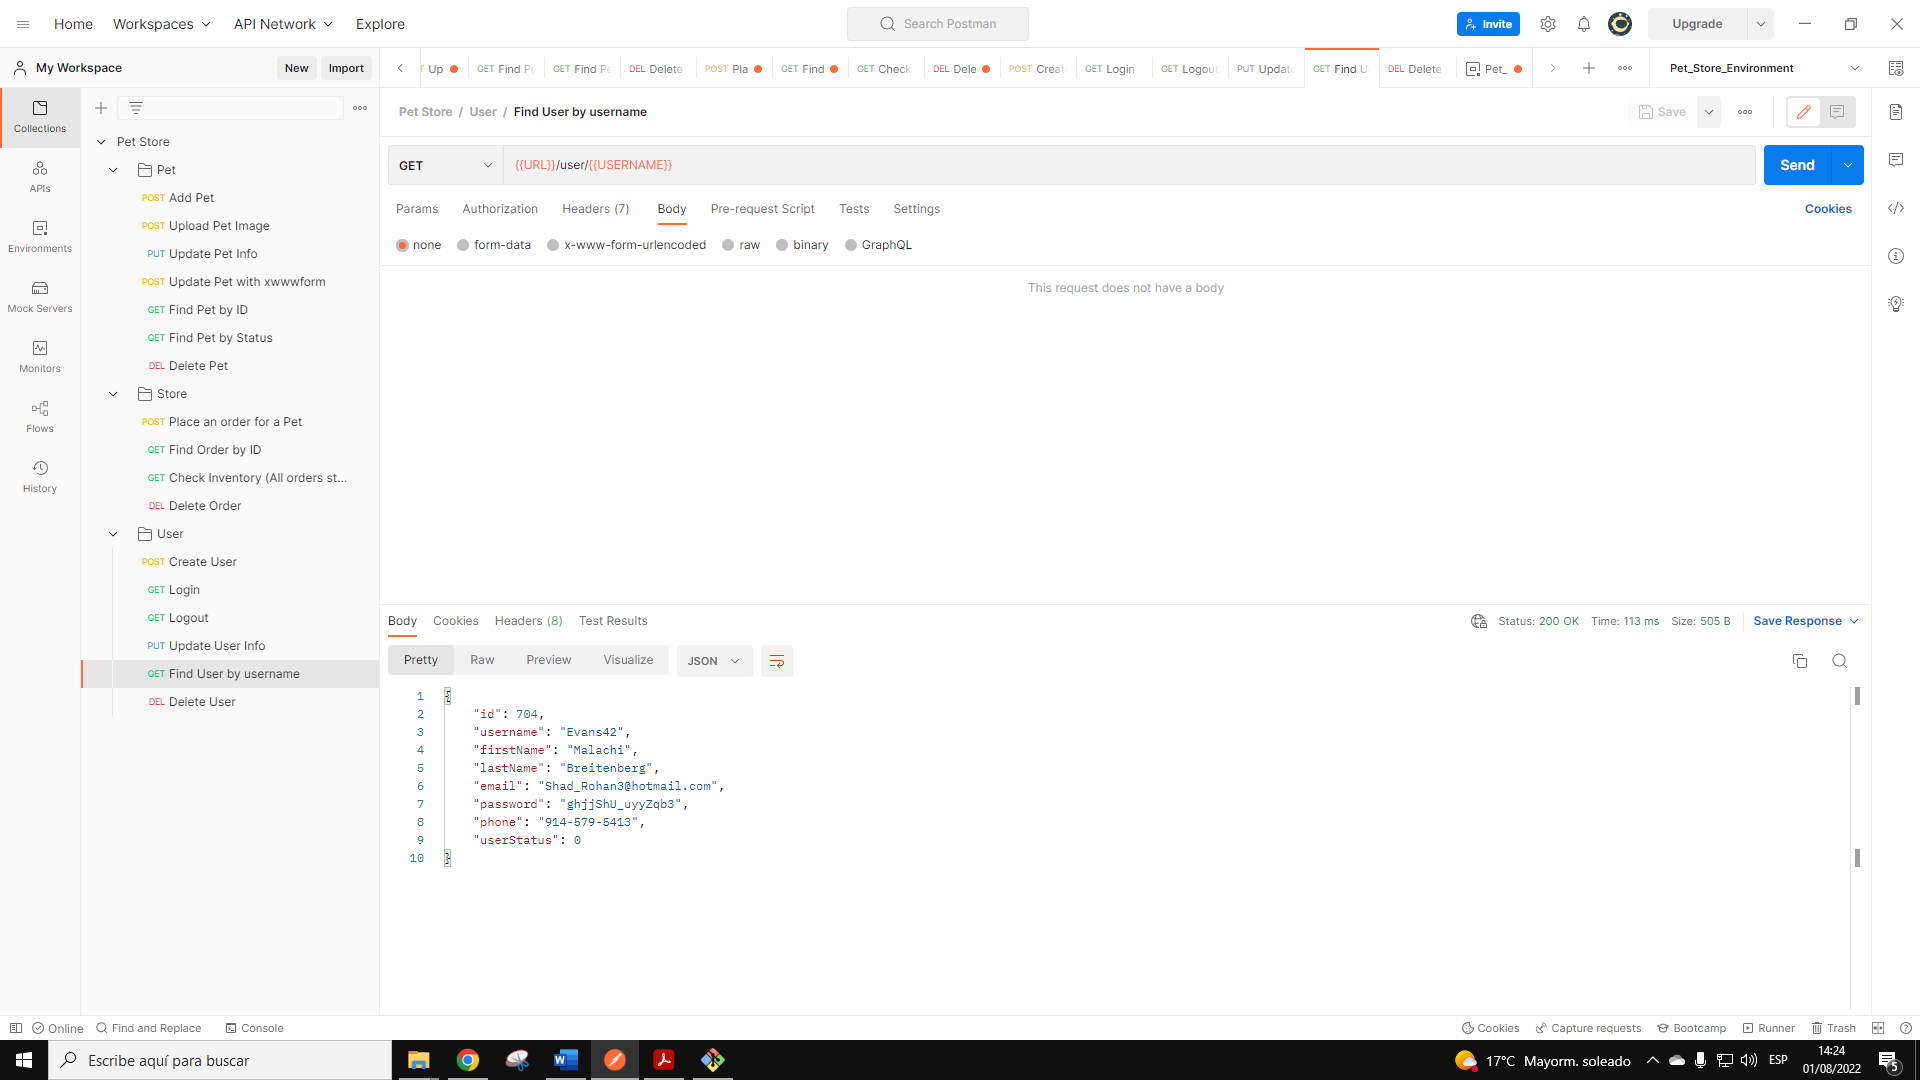 Home Workspaces API Network Explore Search Postman Invite Upgrade
My Workspace New Import Up GET Find Pe GET Find Pe DEL Delete POST Pla GET Find GET Check DEL Dele POST Creat GET Login GET Logout PUT Update GET Find U DEL Delete Pet_ Pet_Store_Environment
Pet Store / User / Find User by username Save
GET {{URL}}/user/{{USERNAME}} Send
Params Authorization Headers (7) Body Pre-request Script Tests Settings Cookies
none form-data x-www-form-urlencoded raw binary GraphQL
This request does not have a body
Collections
APIs
Environments
Mock Servers
Monitors
Flows
History
Pet Store
Pet
POST Add Pet
POST Upload Pet Image
PUT Update Pet Info
POST Update Pet with xwwwform
GET Find Pet by ID
GET Find Pet by Status
DEL Delete Pet
Store
POST Place an order for a Pet
GET Find Order by ID
GET Check Inventory (All orders st...
DEL Delete Order
User
POST Create User
GET Login
GET Logout
PUT Update User Info
GET Find User by username
DEL Delete User
Body Cookies Headers (8) Test Results Status: 200 OK Time: 113 ms Size: 505 B Save Response
Pretty Raw Preview Visualize JSON
1 {
2 "id": 704,
3 "username": "Evans42",
4 "firstName": "Malachi",
5 "lastName": "Breitenberg",
6 "email": "Shad_Rohan3@hotmail.com",
7 "password": "ghjjShU_uyyZqb3",
8 "phone": "914-579-5413",
9 "userStatus": 0
10 }
Online Find and Replace Console Cookies Capture requests Bootcamp Runner Trash
Escribe aquí para buscar 17°C Mayorm. soleado ESP 14:24
01/08/2022 5